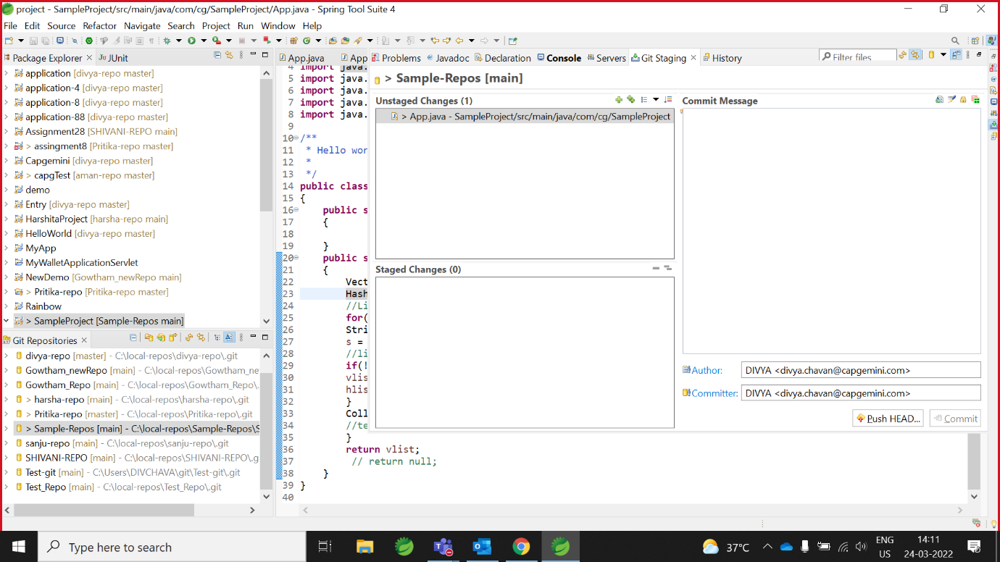 project - SampleProject/src/main/java/com/cg/SampleProject/App.java - Spring Tool Suite 4
File Edit Source Refactor Navigate Search Project Run Window Help
Package Explorer
JUnit
application [divya-repo master]
application-4 [divya-repo master]
application-8 [divya-repo master]
application-88 [divya-repo master]
Assignment28 [SHIVANI-REPO main]
> assingment8 [Pritika-repo master]
Capgemini [divya-repo master]
> capgTest [aman-repo master]
demo
Entry [divya-repo master]
HarshitaProject [harsha-repo main]
HelloWorld [divya-repo master]
MyApp
MyWalletApplicationServlet
NewDemo [Gowtham_newRepo main]
> Pritika-repo [Pritika-repo master]
Rainbow
> SampleProject [Sample-Repos main]
Git Repositories
divya-repo [master] - C:\local-repos\divya-repo\.git
Gowtham_newRepo [main] - C:\local-repos\Gowtham_ne
Gowtham_Repo [main] - C:\local-repos\Gowtham_Repo\.
> harsha-repo [main] - C:\local-repos\harsha-repo\.git
> Pritika-repo [master] - C:\local-repos\Pritika-repo\.git
> Sample-Repos [main] - C:\local-repos\Sample-Repos\S
sanju-repo [main] - C:\local-repos\sanju-repo\.git
SHIVANI-REPO [main] - C:\local-repos\SHIVANI-REPO\.g
Test-git [main] - C:\Users\DIVCHAVA\git\Test-git\.git
Test_Repo [main] - C:\local-repos\Test_Repo\.git
App.java
App
Problems
Javadoc
Declaration
Console
Servers
Git Staging
History
Filter files
4 import java.
5 import java.
6 import java.
7 import java.
8 import java.
9
10 /**
11 * Hello wor
12 *
13 */
14 public class
15 {
16 public s
17 {
18
19 }
20 public s
21 {
22 Vect
23 Hash
24 //Li
25 for(
26 Stri
27 s =
28 //li
29 if(!
30 vlis
31 hlis
32 }
33 Coll
34 //te
35 }
36 return vlist;
37 // return null;
38 }
39 }
40
> Sample-Repos [main]
Unstaged Changes (1)
> App.java - SampleProject/src/main/java/com/cg/SampleProject
Staged Changes (0)
Commit Message
Author: DIVYA <divya.chavan@capgemini.com>
Committer: DIVYA <divya.chavan@capgemini.com>
Push HEAD...
Commit
Type here to search
37°C
ENG
US
14:11
24-03-2022